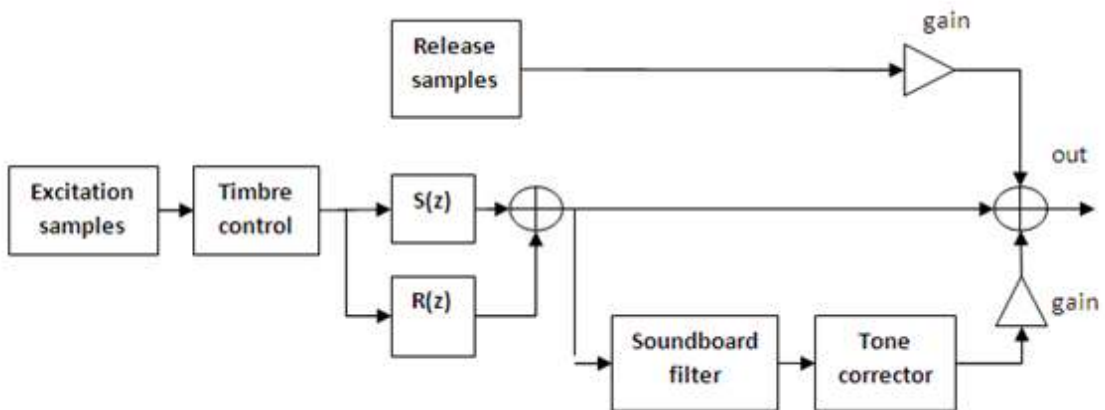 gain
Release
samples
out
Excitation
samples
Timbre
control
S(z)
R(z)
gain
Soundboard
filter
Tone
corrector